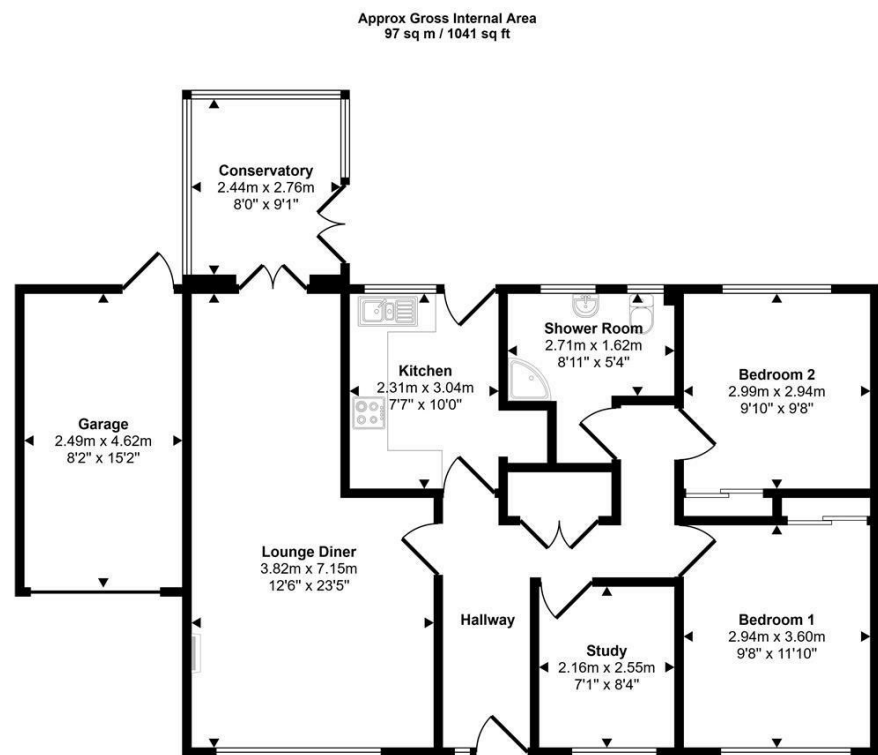 Approx Gross Internal Area
97 sq m / 1041 sq ft
Conservatory
2.44m x 2.76m
8'0" x 9'1"
Shower Room
2.71m x 1.62m
8'11" x 5'4"
Kitchen
2.31m x 3.04m
7'7" x 10'0"
Bedroom 2
2.99m x 2.94m
9'10" x 9'8"
Garage
2.49m x 4.62m
8'2" x 15'2"
Lounge Diner
3.82m x 7.15m
12'6" x 23'5"
Hallway
Study
2.16m x 2.55m
7'1" x 8'4"
Bedroom 1
2.94m x 3.60m
9'8" x 11'10"